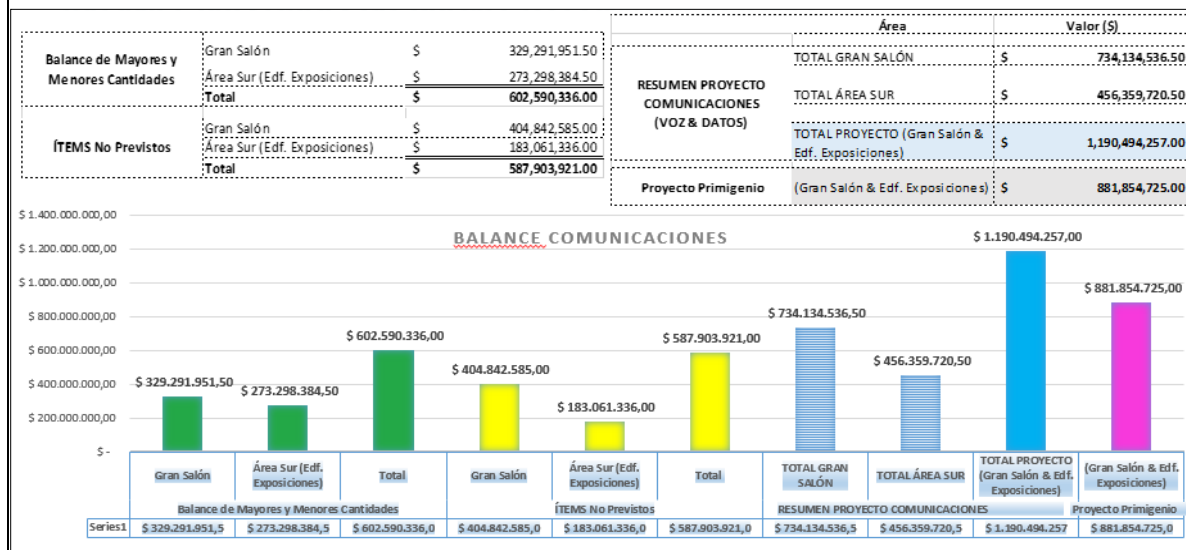 Balance de Mayores y
Menores Cantidades
Gran Salón $ 329,291,951.50
Área Sur (Edf. Exposiciones) $ 273,298,384.50
Total $ 602,590,336.00
ÍTEMS No Previstos
Gran Salón $ 404,842,585.00
Área Sur (Edf. Exposiciones) $ 183,061,336.00
Total $ 587,903,921.00
Área Valor ($)
RESUMEN PROYECTO
COMUNICACIONES
(VOZ & DATOS)
TOTAL GRAN SALÓN $ 734,134,536.50
TOTAL ÁREA SUR $ 456,359,720.50
TOTAL PROYECTO (Gran Salón &
Edf. Exposiciones) $ 1,190,494,257.00
Proyecto Primigenio (Gran Salón & Edf. Exposiciones) $ 881,854,725.00
BALANCE COMUNICACIONES
$ 1.400.000.000,00
$ 1.200.000.000,00
$ 1.000.000.000,00
$ 800.000.000,00
$ 600.000.000,00
$ 400.000.000,00
$ 200.000.000,00
$ -
$ 329.291.951,50
$ 273.298.384,50
$ 602.590.336,00
$ 404.842.585,00
$ 183.061.336,00
$ 587.903.921,00
$ 734.134.536,50
$ 456.359.720,50
$ 1.190.494.257,00
$ 881.854.725,00
Gran Salón
Área Sur (Edf.
Exposiciones)
Total
Gran Salón
Área Sur (Edf.
Exposiciones)
Total
TOTAL GRAN
SALÓN
TOTAL ÁREA SUR
TOTAL PROYECTO
(Gran Salón & Edf.
Exposiciones)
(Gran Salón & Edf.
Exposiciones)
Balance de Mayores y Menores Cantidades
ÍTEMS No Previstos
RESUMEN PROYECTO COMUNICACIONES
Proyecto Primigenio
Series1 $ 329.291.951,5 $ 273.298.384,5 $ 602.590.336,0 $ 404.842.585,0 $ 183.061.336,0 $ 587.903.921,0 $ 734.134.536,5 $ 456.359.720,5 $ 1.190.494.257 $ 881.854.725,0